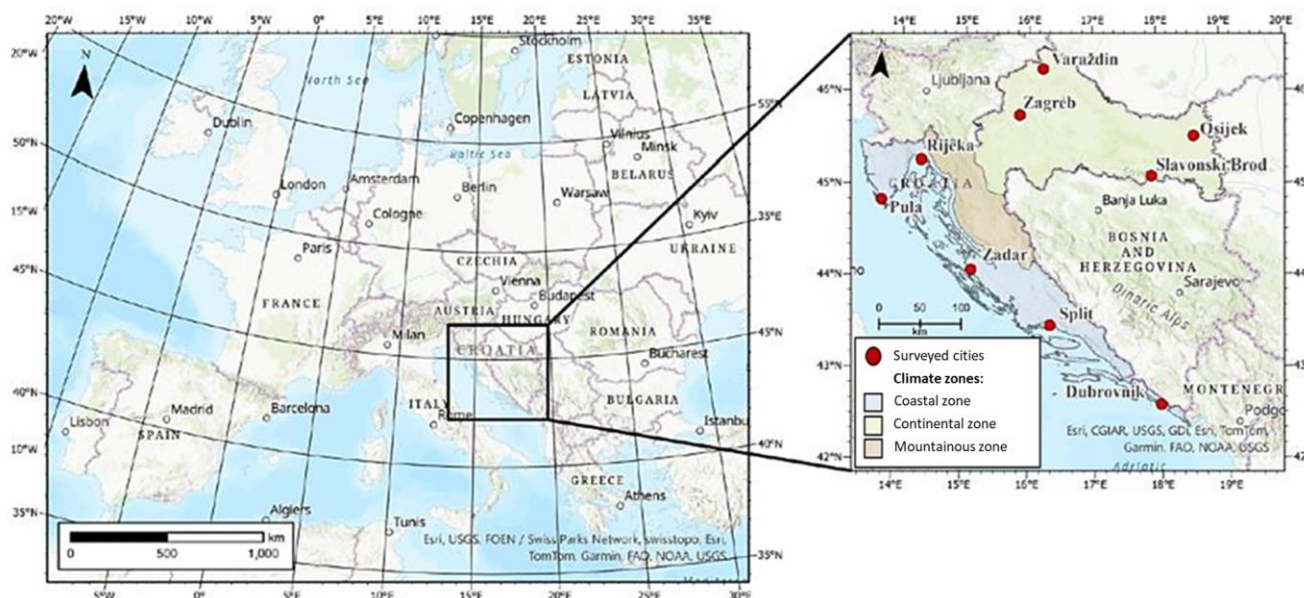 20°W 15°W 10°W 5°W 0°E 5°E 10°E 15°E 20°E 25°E 30°E 35°E
20°W
50°N
15°W
45°N
40°N
10°W
35°N
55°N
35°E
45°N
40°N
35°N
5°W 0°E 5°E 10°E 15°E 20°E 25°E 30°E
N
North Sea
Stockholm
ESTONIA
LATVIA
Dublin
Copenhagen
Vilnius
Baltic Sea
Minsk
BELARUS
London
Amsterdam
Berlin
Warsaw
Cologne
Kyiv
Paris
UKRAINE
CZECHIA
Vienna
FRANCE
Budapest
AUSTRIA
HUNGARY
Milan
ROMANIA
CROATIA
Bucharest
ITALY
BULGARIA
Rome
Barcelona
Madrid
Lisbon
SPAIN
Istanbu
GREECE
Athens
Algiers
Tunis
km
0 500 1,000
Esri, USGS, FOEN / Swiss Parks Network, swisstopo, Esri,
TomTom, Garmin, FAO, NOAA, USGS
14°E 15°E 16°E 17°E 18°E 19°E 20°E
46°N
45°N
44°N
43°N
42°N
N
Ljubljana
Varaždin
Zagreb
Osijek
Rijeka
Slavonski Brod
CROATIA
Pula
Banja Luka
BOSNIA
AND
HERZEGOVINA
Zadar
Sarajevo
Dinaric Alps
0 50 100
km
Split
Surveyed cities
Climate zones:
Coastal zone
Continental zone
Mountainous zone
Dubrovnik
MONTENEGR
Podgo
Esri, CGIAR, USGS, GDI, Esri, TomTom,
Garmin, FAO, NOAA, USGS
Adriatic
14°E 15°E 16°E 17°E 18°E 19°E